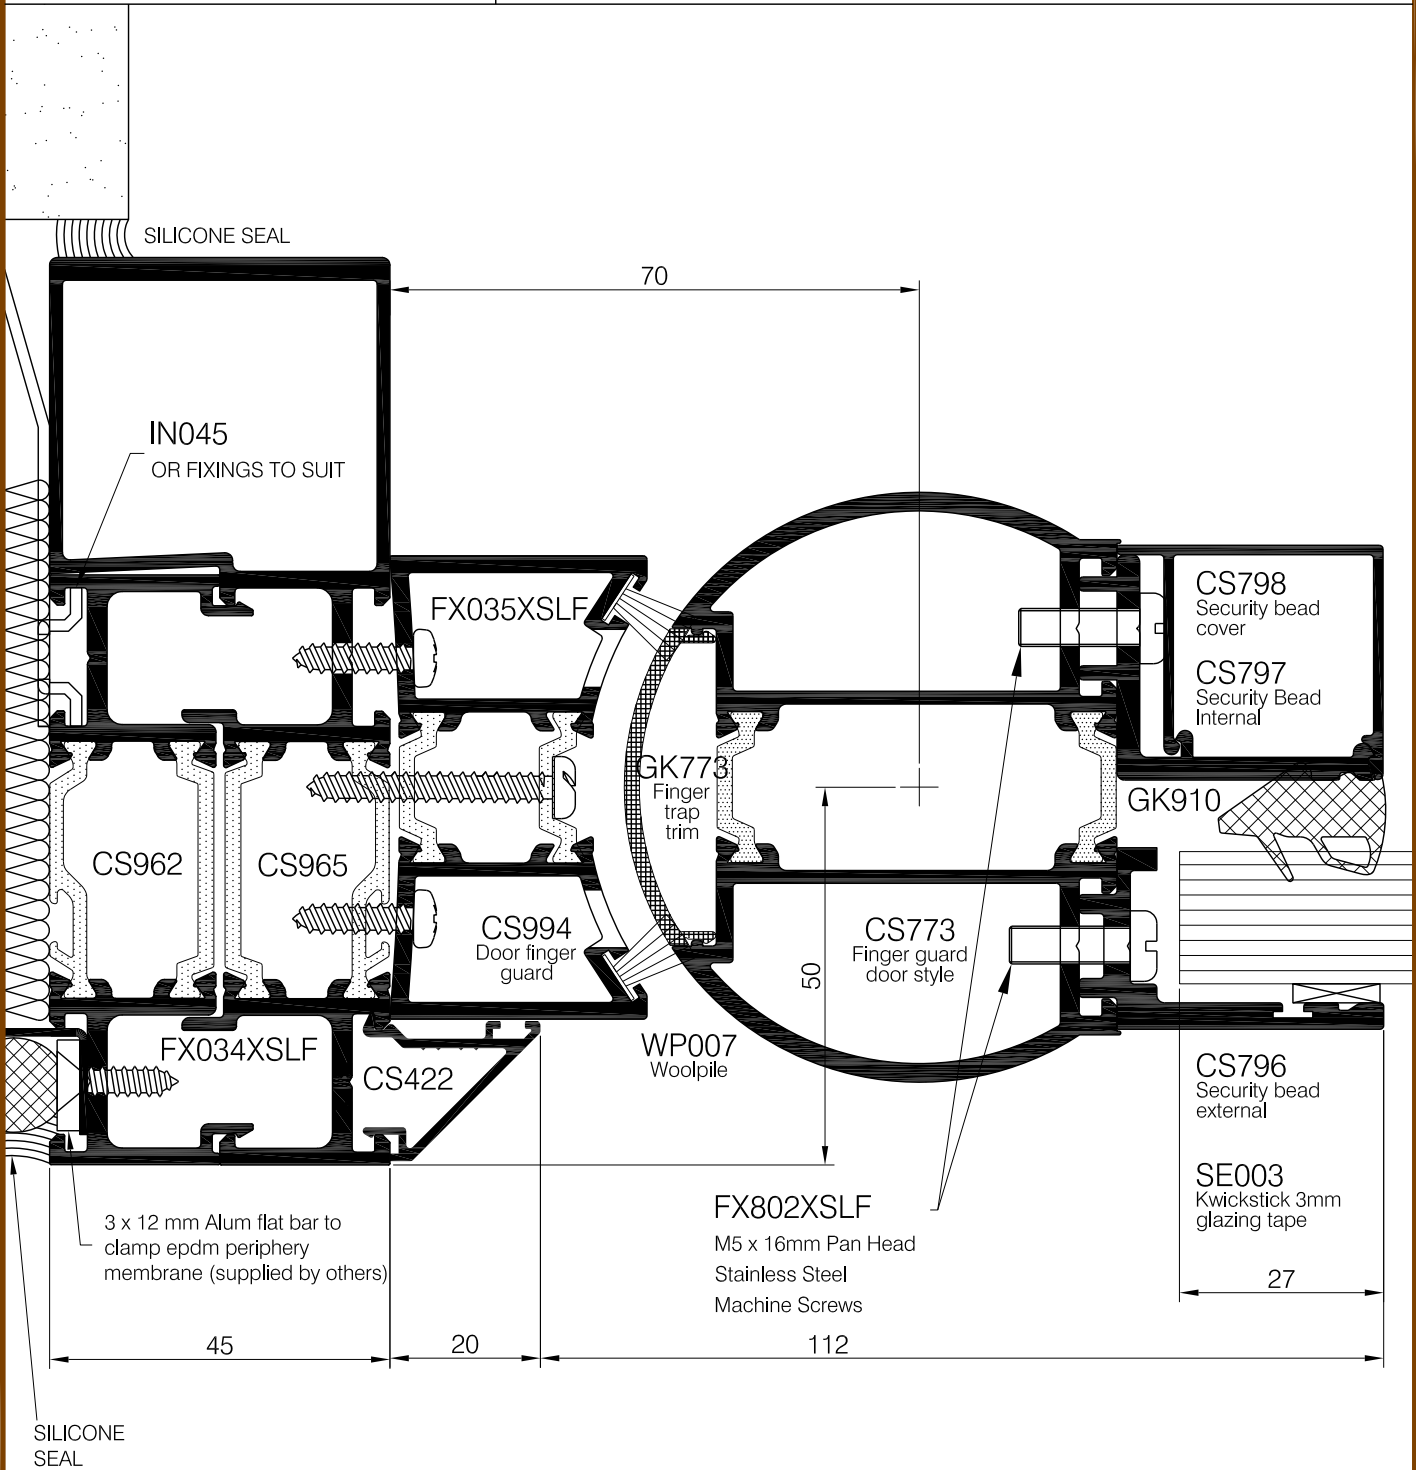 SILICONE SEAL
70
IN045
OR FIXINGS TO SUIT
FX035XSLF
CS798
Security bead
cover
CS797
Security Bead
Internal
GK773
Finger
trap
trim
GK910
CS962
CS965
CS994
Door finger
guard
CS773
Finger guard
door style
50
FX034XSLF
CS422
WP007
Woolpile
CS796
Security bead
external
SE003
Kwickstick 3mm
glazing tape
FX802XSLF
M5 x 16mm Pan Head
Stainless Steel
Machine Screws
3 x 12 mm Alum flat bar to
clamp epdm periphery
membrane (supplied by others)
27
45
20
112
SILICONE
SEAL